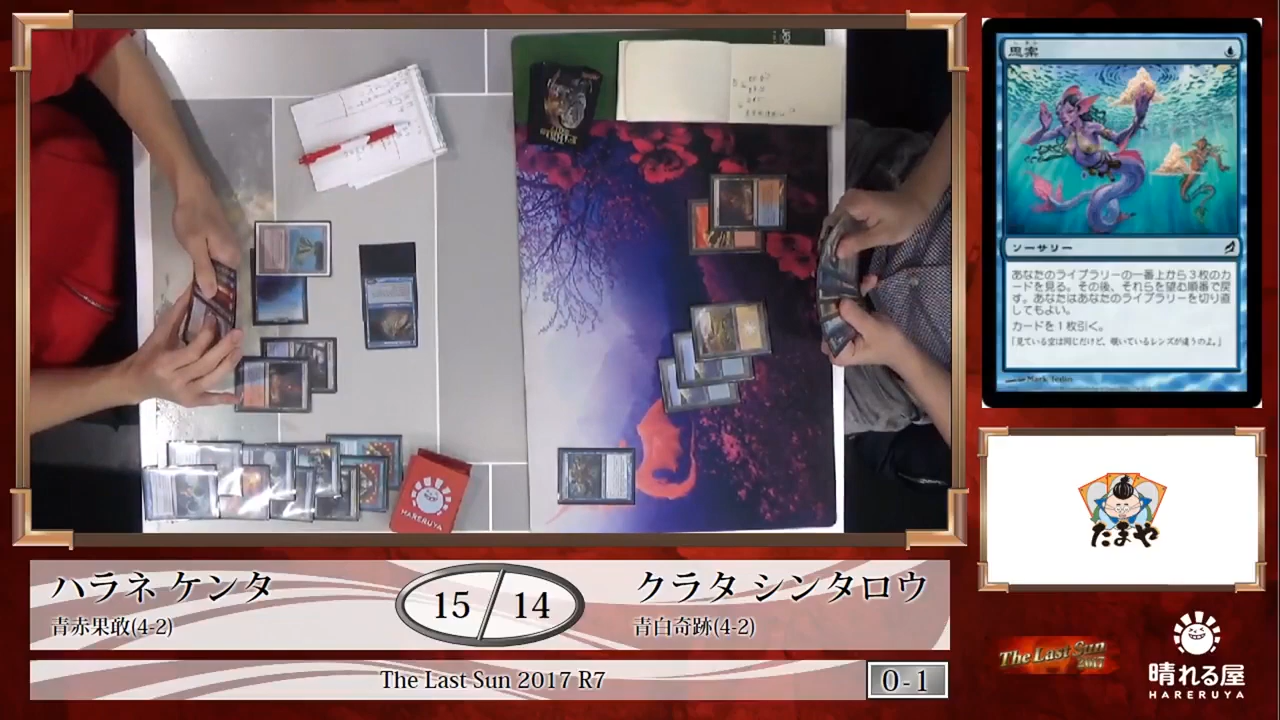 思案
ソーサリー
あなたのライブラリーの一番上から３枚のカ
ードを見る。その後、それらを望む順番で戻
す。あなたはあなたのライブラリーを切り直
してもよい。
カードを１枚引く。
「見ている空は同じだけど、覗いているレンズが違うのよ。」
Mark Tedin
HARERUYA
たまや
ハラネ ケンタ
青赤果敢(4-2)
15 / 14
クラタ シンタロウ
青白奇跡(4-2)
The Last Sun 2017 R7
0-1
The Last Sun
2017
晴れる屋
HARERUYA